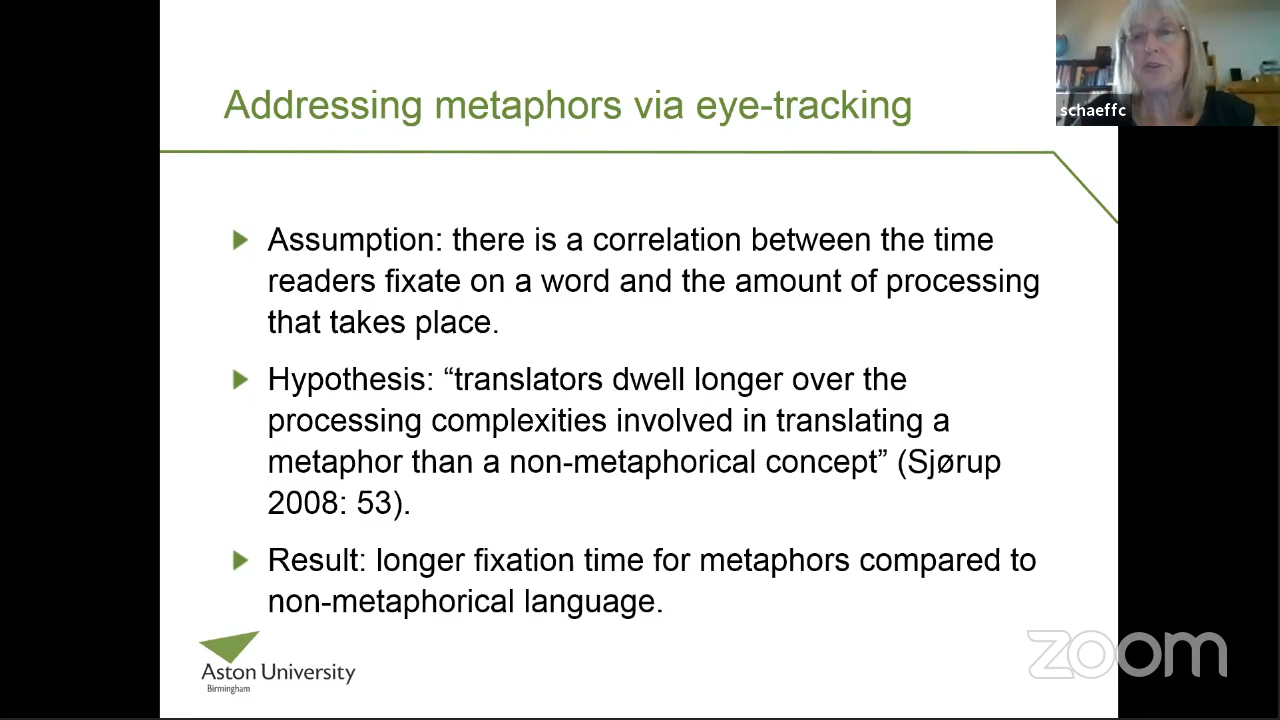 Addressing metaphors via eye-tracking
schaeffc
Assumption: there is a correlation between the time
readers fixate on a word and the amount of processing
that takes place.
Hypothesis: “translators dwell longer over the
processing complexities involved in translating a
metaphor than a non-metaphorical concept” (Sjørup
2008: 53).
Result: longer fixation time for metaphors compared to
non-metaphorical language.
Aston University
Birmingham
zoom